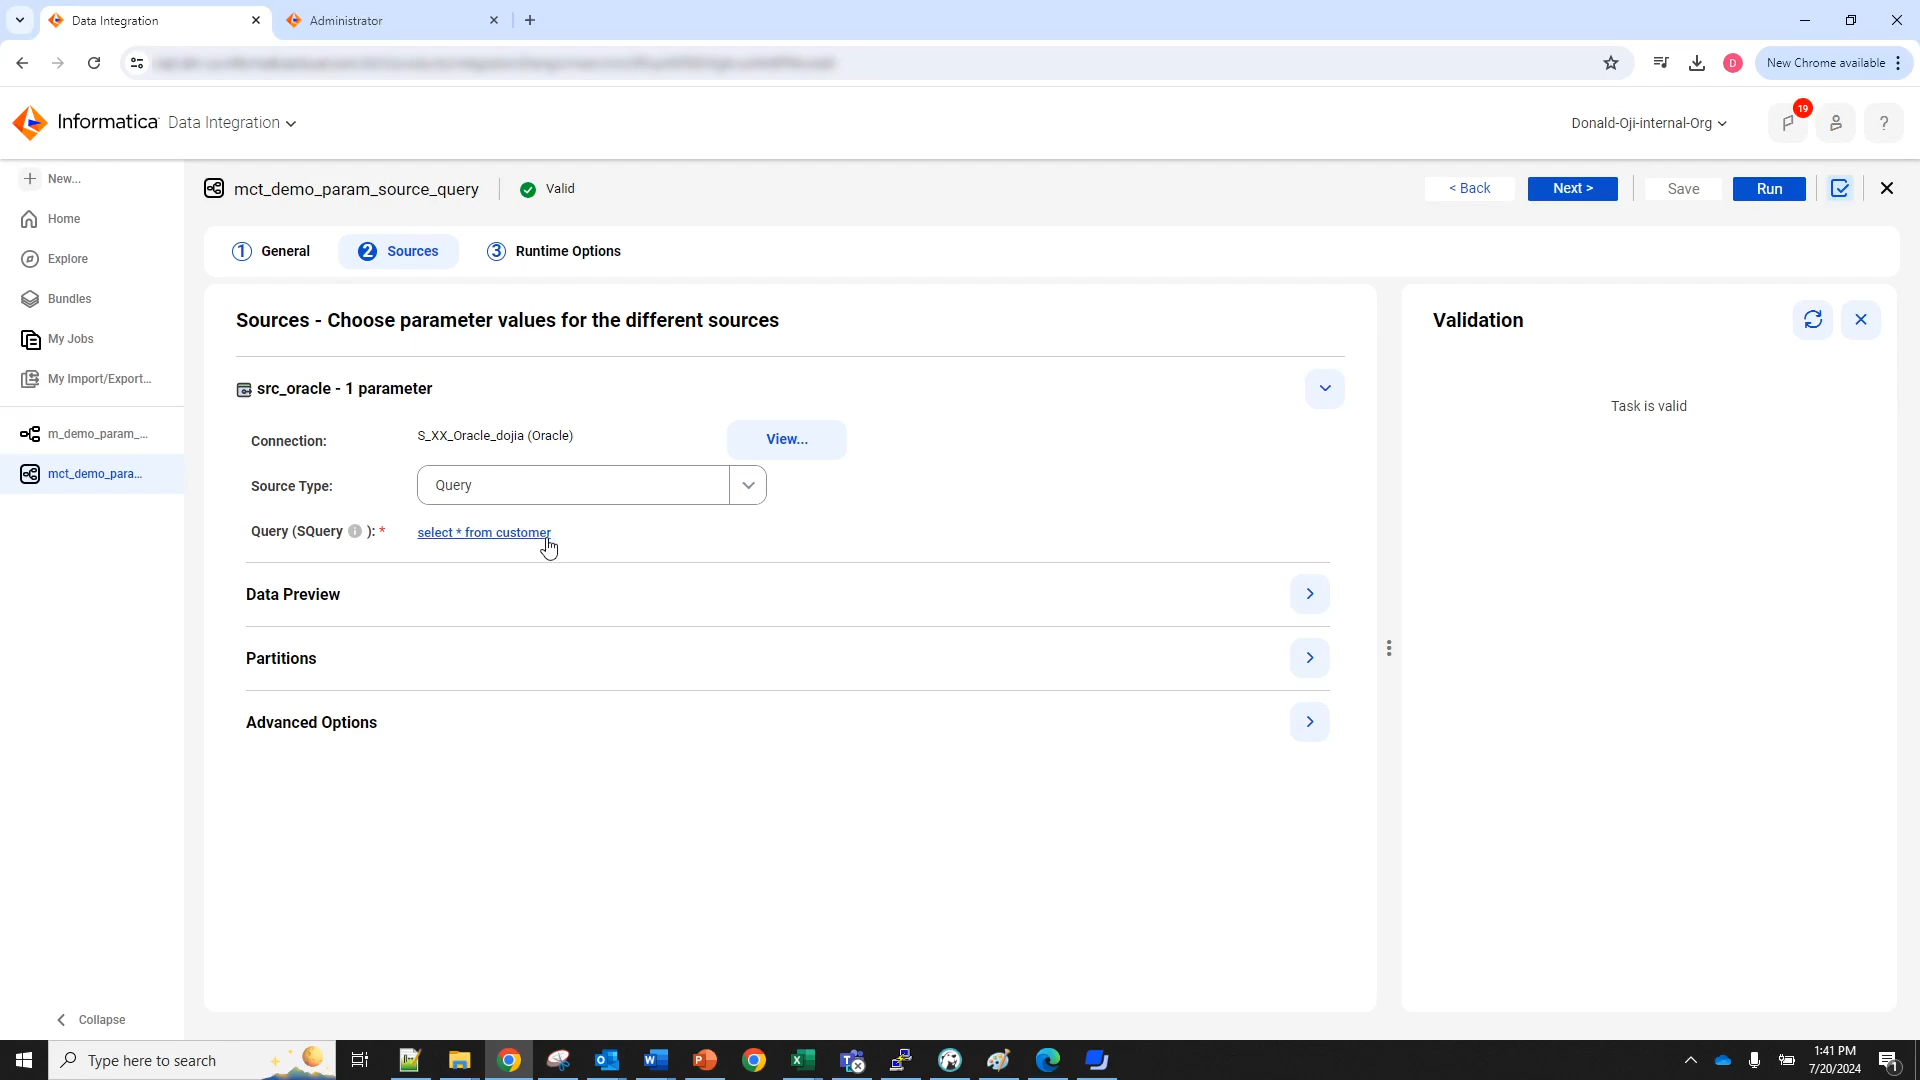 Data Integration
Administrator
D
New Chrome available
Informatica Data Integration
Donald-Oji-internal-Org
19
?
New...
Home
Explore
Bundles
My Jobs
My Import/Export...
m_demo_param_...
mct_demo_para...
Collapse
mct_demo_param_source_query
Valid
< Back
Next >
Save
Run
1 General
2 Sources
3 Runtime Options
Sources - Choose parameter values for the different sources
src_oracle - 1 parameter
Connection:
S_XX_Oracle_dojia (Oracle)
View...
Source Type:
Query
Query (SQuery i ): *
select * from customer
Data Preview
Partitions
Advanced Options
Validation
Task is valid
Type here to search
1:41 PM
7/20/2024
1